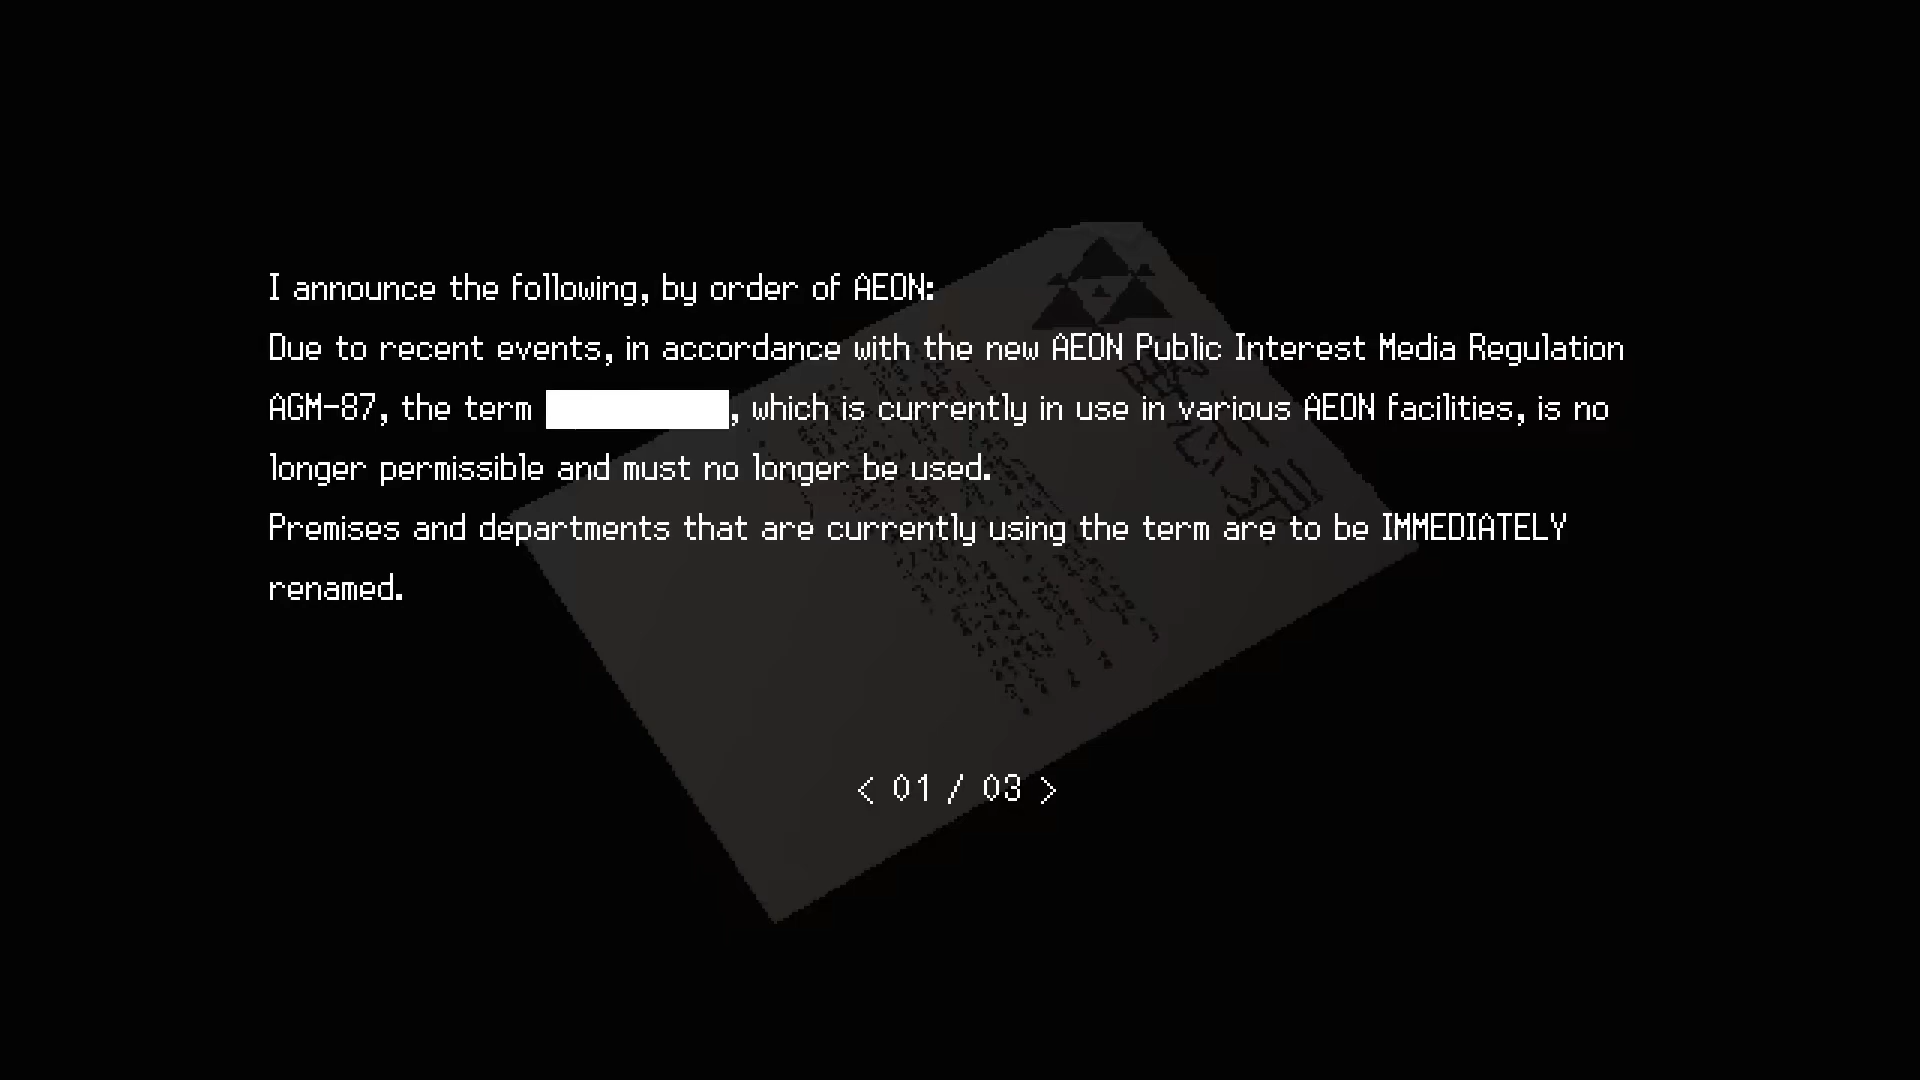 I announce the following, by order of AEON:
Due to recent events, in accordance with the new AEON Public Interest Media Regulation
AGM-87, the term , which is currently in use in various AEON facilities, is no
longer permissible and must no longer be used.
Premises and departments that are currently using the term are to be IMMEDIATELY
renamed.
< 01 / 03 >